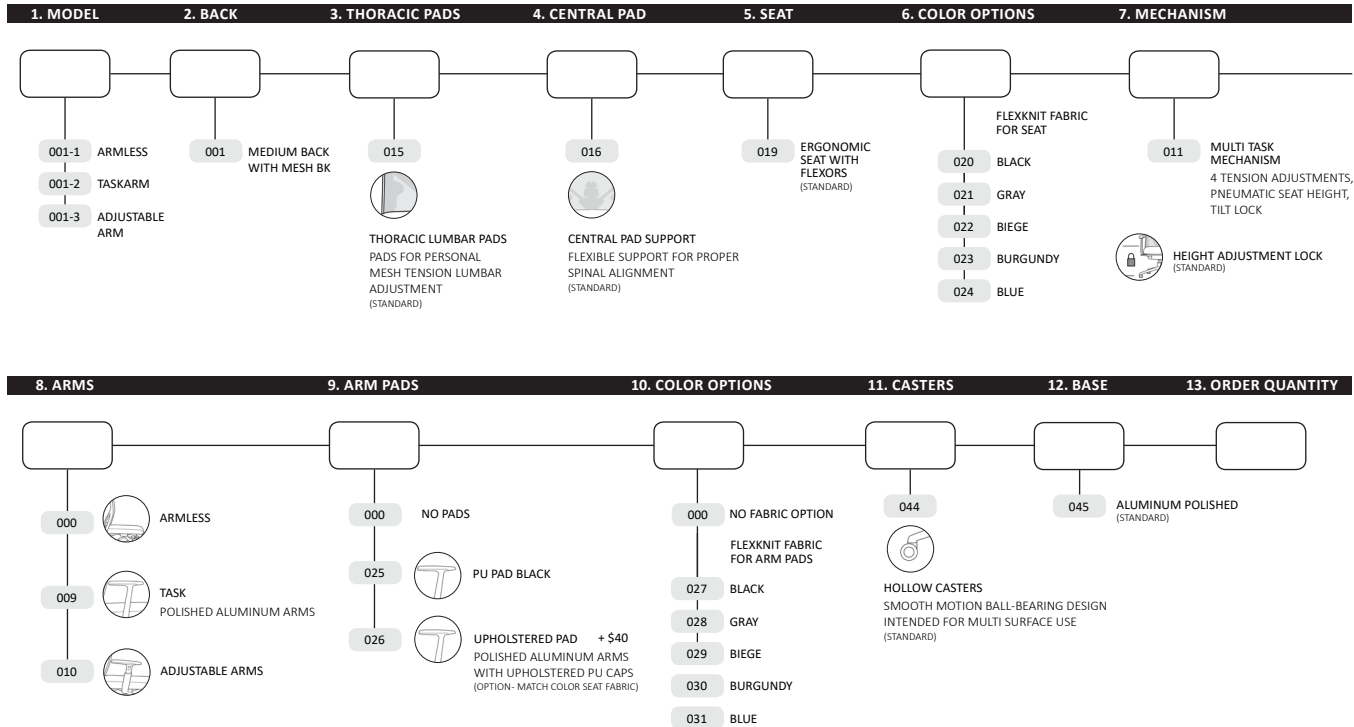 1. MODEL
2. BACK
3. THORACIC PADS
4. CENTRAL PAD
5. SEAT
6. COLOR OPTIONS
7. MECHANISM
001-1 ARMLESS
001-2 TASKARM
001-3 ADJUSTABLE
ARM
001 MEDIUM BACK
WITH MESH BK
015
THORACIC LUMBAR PADS
PADS FOR PERSONAL
MESH TENSION LUMBAR
ADJUSTMENT
(STANDARD)
016
CENTRAL PAD SUPPORT
FLEXIBLE SUPPORT FOR PROPER
SPINAL ALIGNMENT
(STANDARD)
019 ERGONOMIC
SEAT WITH
FLEXORS
(STANDARD)
FLEXKNIT FABRIC
FOR SEAT
020 BLACK
021 GRAY
022 BIEGE
023 BURGUNDY
024 BLUE
011 MULTI TASK
MECHANISM
4 TENSION ADJUSTMENTS,
PNEUMATIC SEAT HEIGHT,
TILT LOCK
HEIGHT ADJUSTMENT LOCK
(STANDARD)
8. ARMS
9. ARM PADS
10. COLOR OPTIONS
11. CASTERS
12. BASE
13. ORDER QUANTITY
000 ARMLESS
009 TASK
POLISHED ALUMINUM ARMS
010 ADJUSTABLE ARMS
000 NO PADS
025 PU PAD BLACK
026 UPHOLSTERED PAD + $40
POLISHED ALUMINUM ARMS
WITH UPHOLSTERED PU CAPS
(OPTION- MATCH COLOR SEAT FABRIC)
000 NO FABRIC OPTION
FLEXKNIT FABRIC
FOR ARM PADS
027 BLACK
028 GRAY
029 BIEGE
030 BURGUNDY
031 BLUE
044
HOLLOW CASTERS
SMOOTH MOTION BALL-BEARING DESIGN
INTENDED FOR MULTI SURFACE USE
(STANDARD)
045 ALUMINUM POLISHED
(STANDARD)